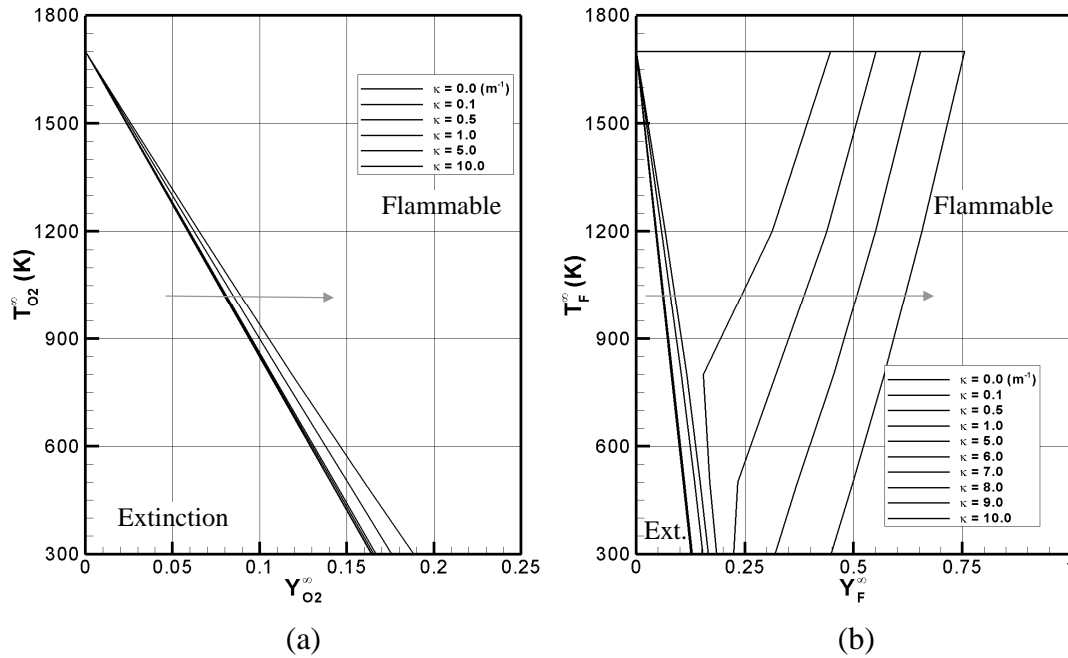 1800
1500
1200
900
600
300
T∞O2 (K)
κ = 0.0 (m-1)
κ = 0.1
κ = 0.5
κ = 1.0
κ = 5.0
κ = 10.0
Flammable
Extinction
0 0.05 0.1 0.15 0.2 0.25
Y∞O2
(a)
1800
1500
1200
900
600
300
T∞F (K)
Flammable
κ = 0.0 (m-1)
κ = 0.1
κ = 0.5
κ = 1.0
κ = 5.0
κ = 6.0
κ = 7.0
κ = 8.0
κ = 9.0
κ = 10.0
Ext.
0 0.25 0.5 0.75 1
Y∞F
(b)